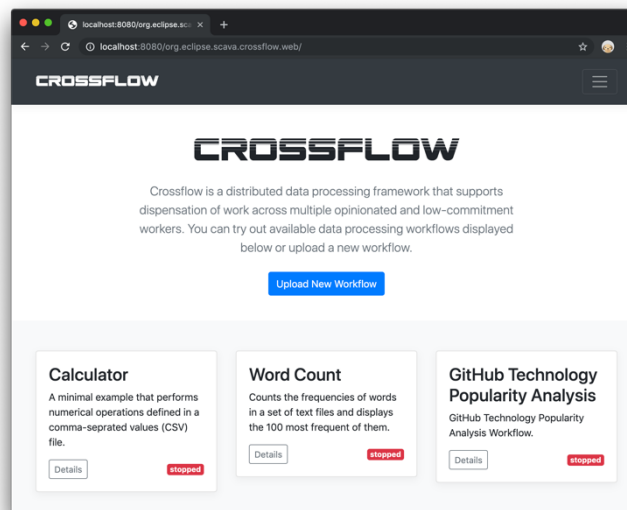 localhost:8080/org.eclipse.sca
localhost:8080/org.eclipse.scava.crossflow.web/
CROSSFLOW
CROSSFLOW
Crossflow is a distributed data processing framework that supports
dispensation of work across multiple opinionated and low-commitment
workers. You can try out available data processing workflows displayed
below or upload a new workflow.
Upload New Workflow
Calculator
A minimal example that performs
numerical operations defined in a
comma-seprated values (CSV)
file.
Details
stopped
Word Count
Counts the frequencies of words
in a set of text files and displays
the 100 most frequent of them.
Details
stopped
GitHub Technology
Popularity Analysis
GitHub Technology Popularity
Analysis Workflow.
Details
stopped